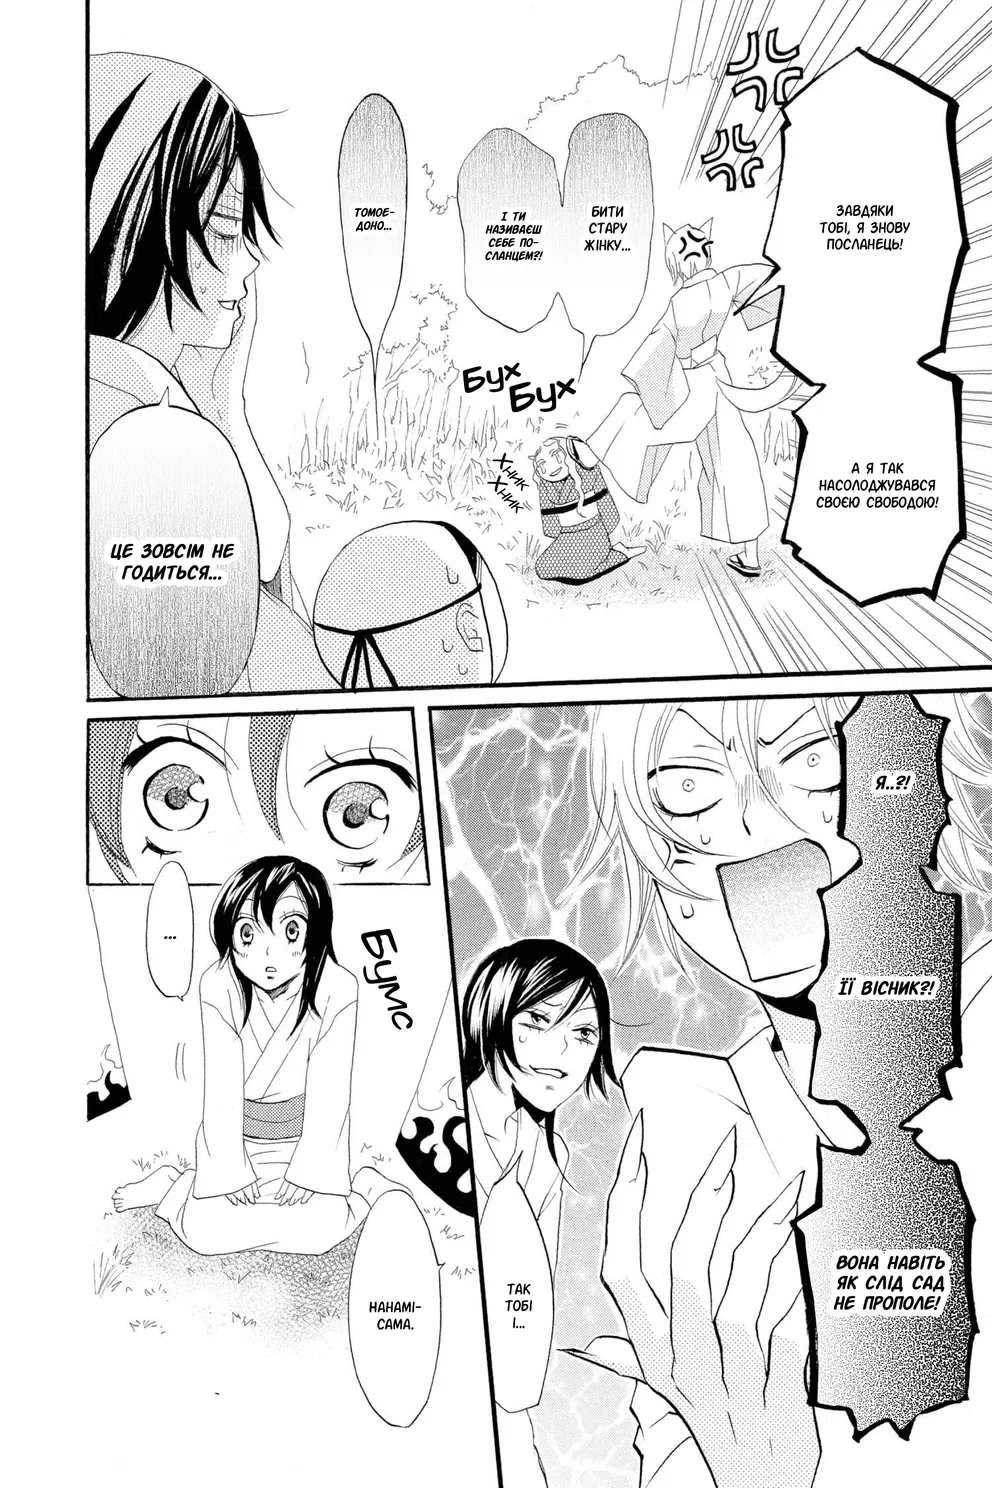 ЗАВДЯКИ
ТОБІ, Я ЗНОВУ
ПОСЛАНЕЦЬ!
А Я ТАК
НАСОЛОДЖУВАВСЯ
СВОЄЮ СВОБОДОЮ!
БИТИ
СТАРУ
ЖІНКУ...
І ТИ
НАЗИВАЄШ
СЕБЕ ПО-
СЛАНЦЕМ?!
БУХ
БУХ
ХНИК
ХНИК
ТОМОЕ-
ДОНО...
ЦЕ ЗОВСІМ НЕ
ГОДИТЬСЯ...
Я..?!
ЇЇ ВІСНИК?!
ВОНА НАВІТЬ
ЯК СЛІД САД
НЕ ПРОПОЛЕ!
ТАК
ТОБІ
І...
...
БУМС
НАНАМІ-
САМА.